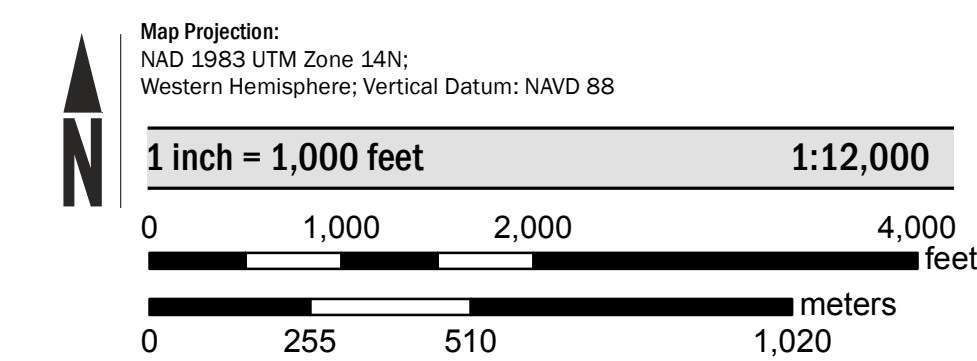 Map Projection:
NAD 1983 UTM Zone 14N;
Western Hemisphere; Vertical Datum: NAVD 88
N
1 inch = 1,000 feet 1:12,000
0 1,000 2,000 4,000
feet
meters
0 255 510 1,020